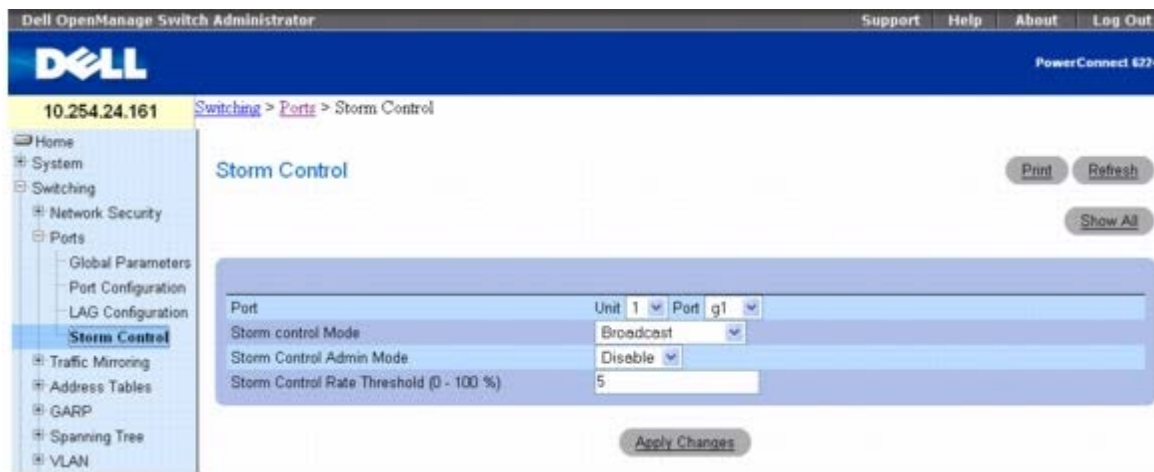 Dell OpenManage Switch Administrator
Support Help About Log Out
DELL
PowerConnect
10.254.24.161
Switching > Ports > Storm Control
Home
System
Switching
Network Security
Ports
Global Parameters
Port Configuration
LAG Configuration
Storm Control
Traffic Mirroring
Address Tables
GARP
Spanning Tree
VLAN
Storm Control
Print Refresh
Show All
Port Unit 1 Port g1
Storm control Mode Broadcast
Storm Control Admin Mode Disable
Storm Control Rate Threshold (0 - 100 %) 5
Apply Changes